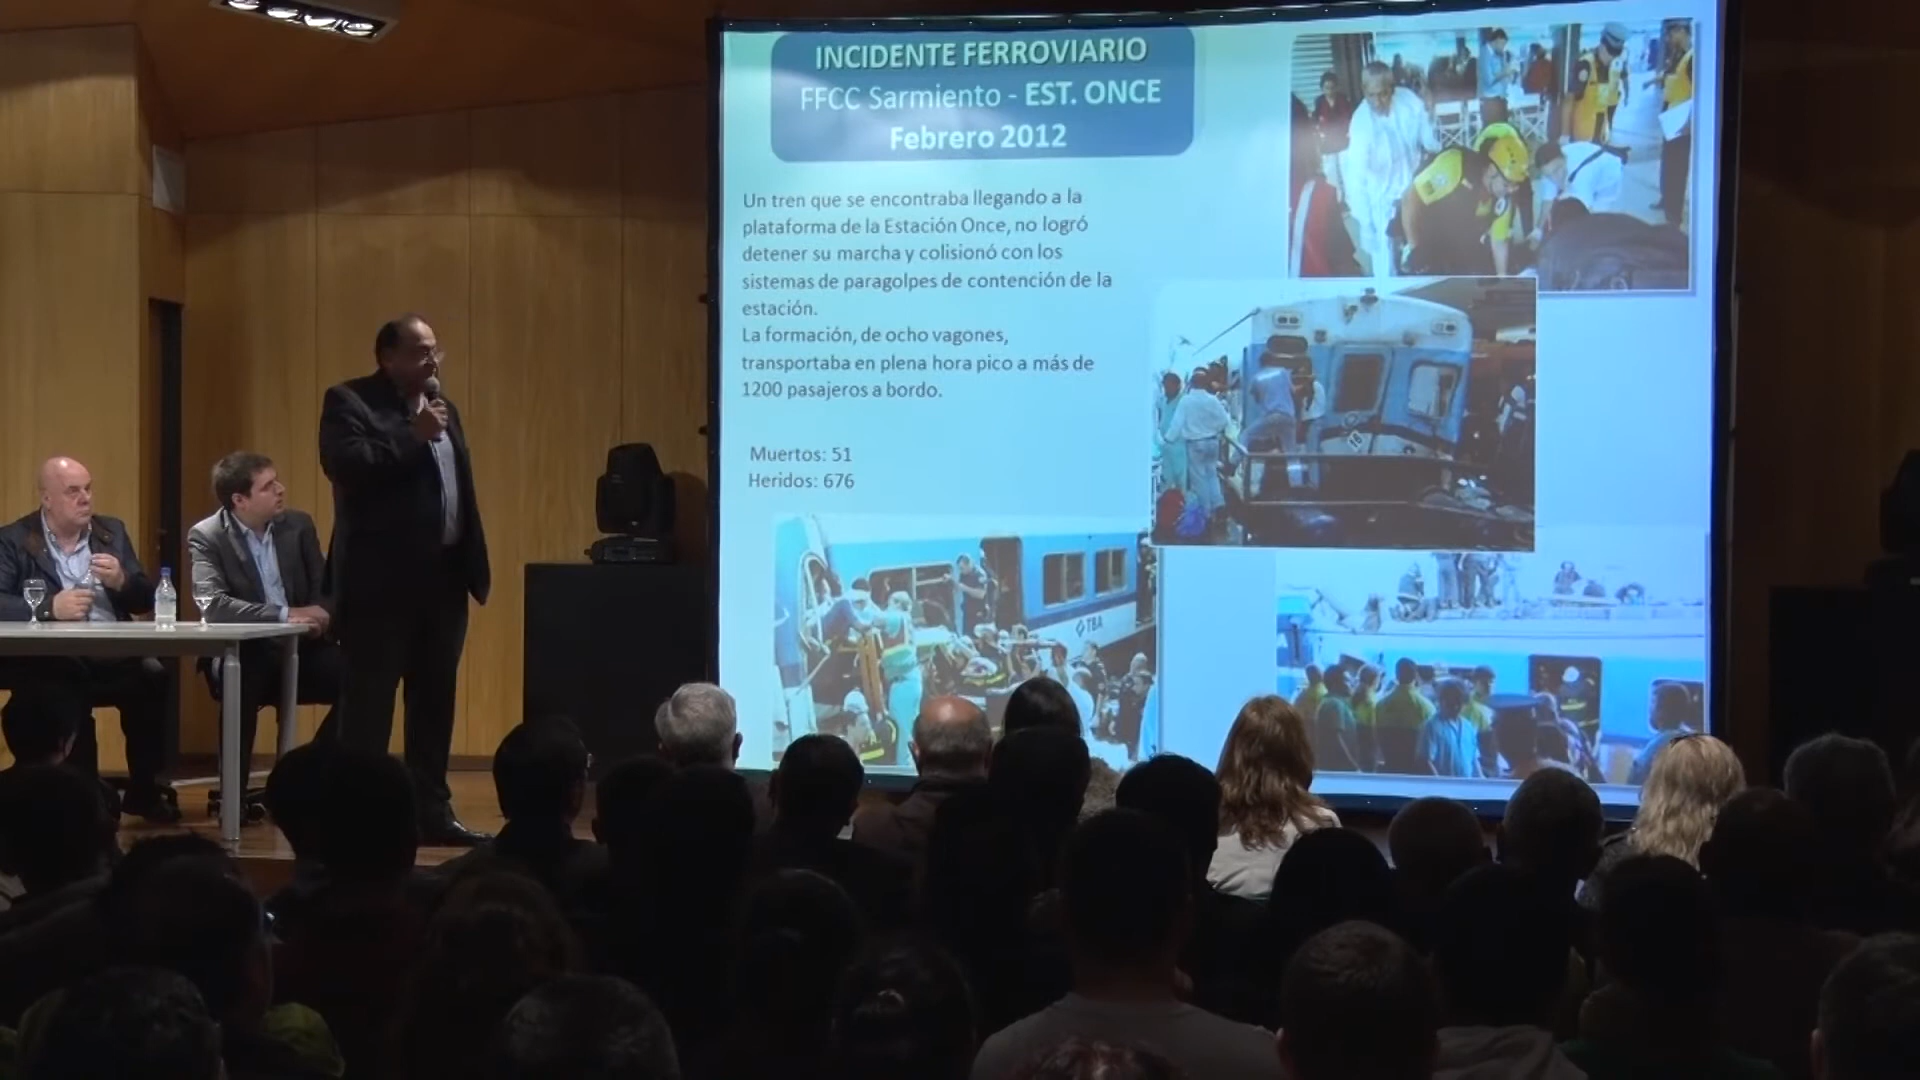 INCIDENTE FERROVIARIO
FFCC Sarmiento - EST. ONCE
Febrero 2012
Un tren que se encontraba llegando a la
plataforma de la Estación Once, no logró
detener su marcha y colisionó con los
sistemas de paragolpes de contención de la
estación.
La formación, de ocho vagones,
transportaba en plena hora pico a más de
1200 pasajeros a bordo.
Muertos: 51
Heridos: 676
16
TBA